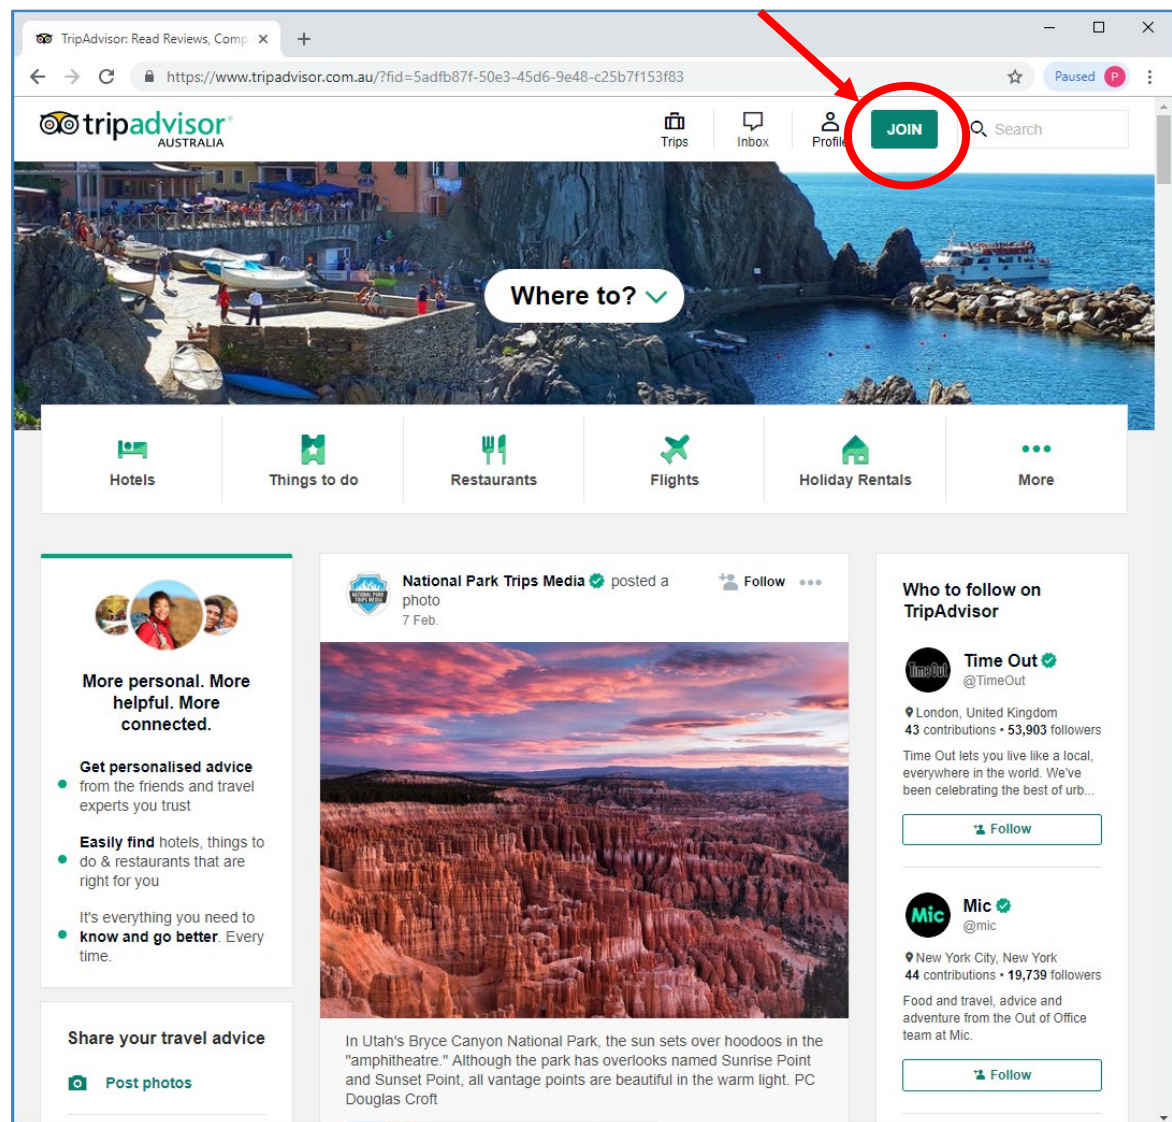 TripAdvisor: Read Reviews, Comp
https://www.tripadvisor.com.au/?fid=5adfb87f-50e3-45d6-9e48-c25b7f153f83
Paused P
tripadvisor
AUSTRALIA
Trips
Inbox
Profile
JOIN
Search
Where to?
Hotels
Things to do
Restaurants
Flights
Holiday Rentals
More
More personal. More
helpful. More
connected.
Get personalised advice
from the friends and travel
experts you trust
Easily find hotels, things to
do & restaurants that are
right for you
It's everything you need to
know and go better. Every
time.
Share your travel advice
Post photos
NATIONAL PARK
TRIPS MEDIA
National Park Trips Media posted a
photo
7 Feb.
Follow
In Utah's Bryce Canyon National Park, the sun sets over hoodoos in the
"amphitheatre." Although the park has overlooks named Sunrise Point
and Sunset Point, all vantage points are beautiful in the warm light. PC
Douglas Croft
Who to follow on
TripAdvisor
TimeOut
Time Out
@TimeOut
London, United Kingdom
43 contributions • 53,903 followers
Time Out lets you live like a local,
everywhere in the world. We've
been celebrating the best of urb...
Follow
Mic
Mic
@mic
New York City, New York
44 contributions • 19,739 followers
Food and travel, advice and
adventure from the Out of Office
team at Mic.
Follow